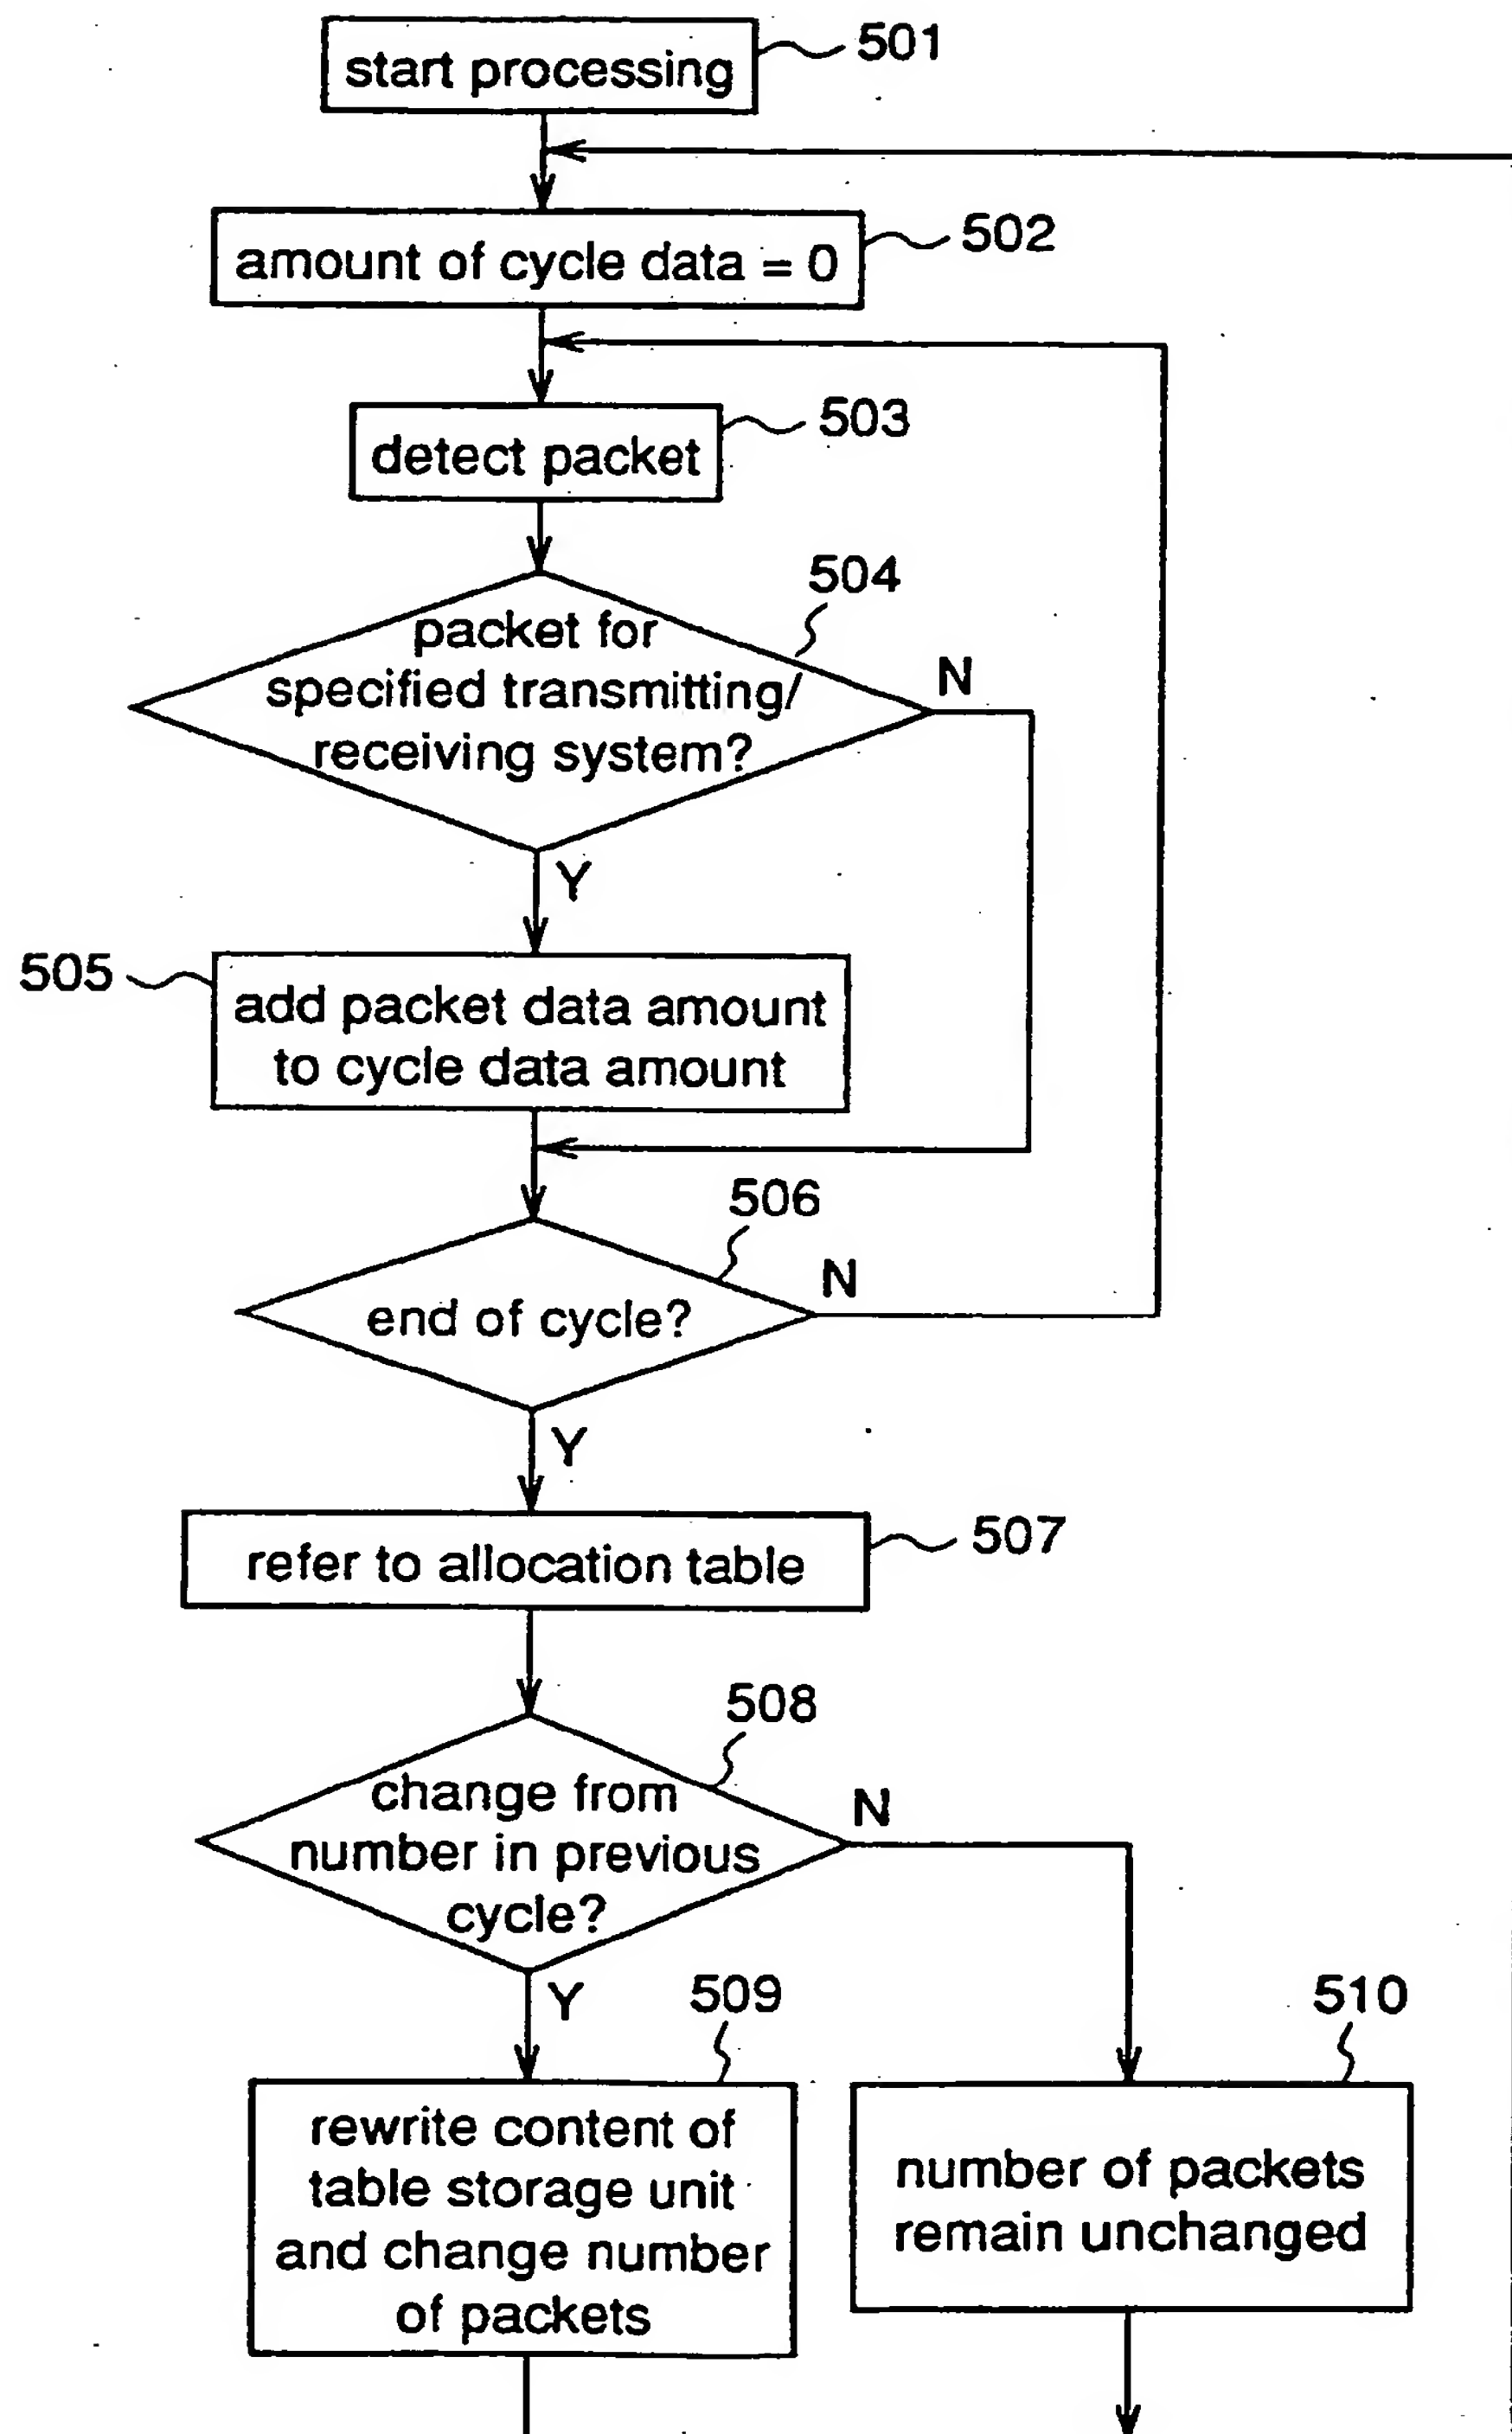 start processing
501
amount of cycle data = 0
502
detect packet
503
504
packet for
specified transmitting/
receiving system?
N
Y
505
add packet data amount
to cycle data amount
506
end of cycle?
N
Y
refer to allocation table
507
508
change from
number in previous
cycle?
N
Y
509
510
rewrite content of
table storage unit
and change number
of packets
number of packets
remain unchanged